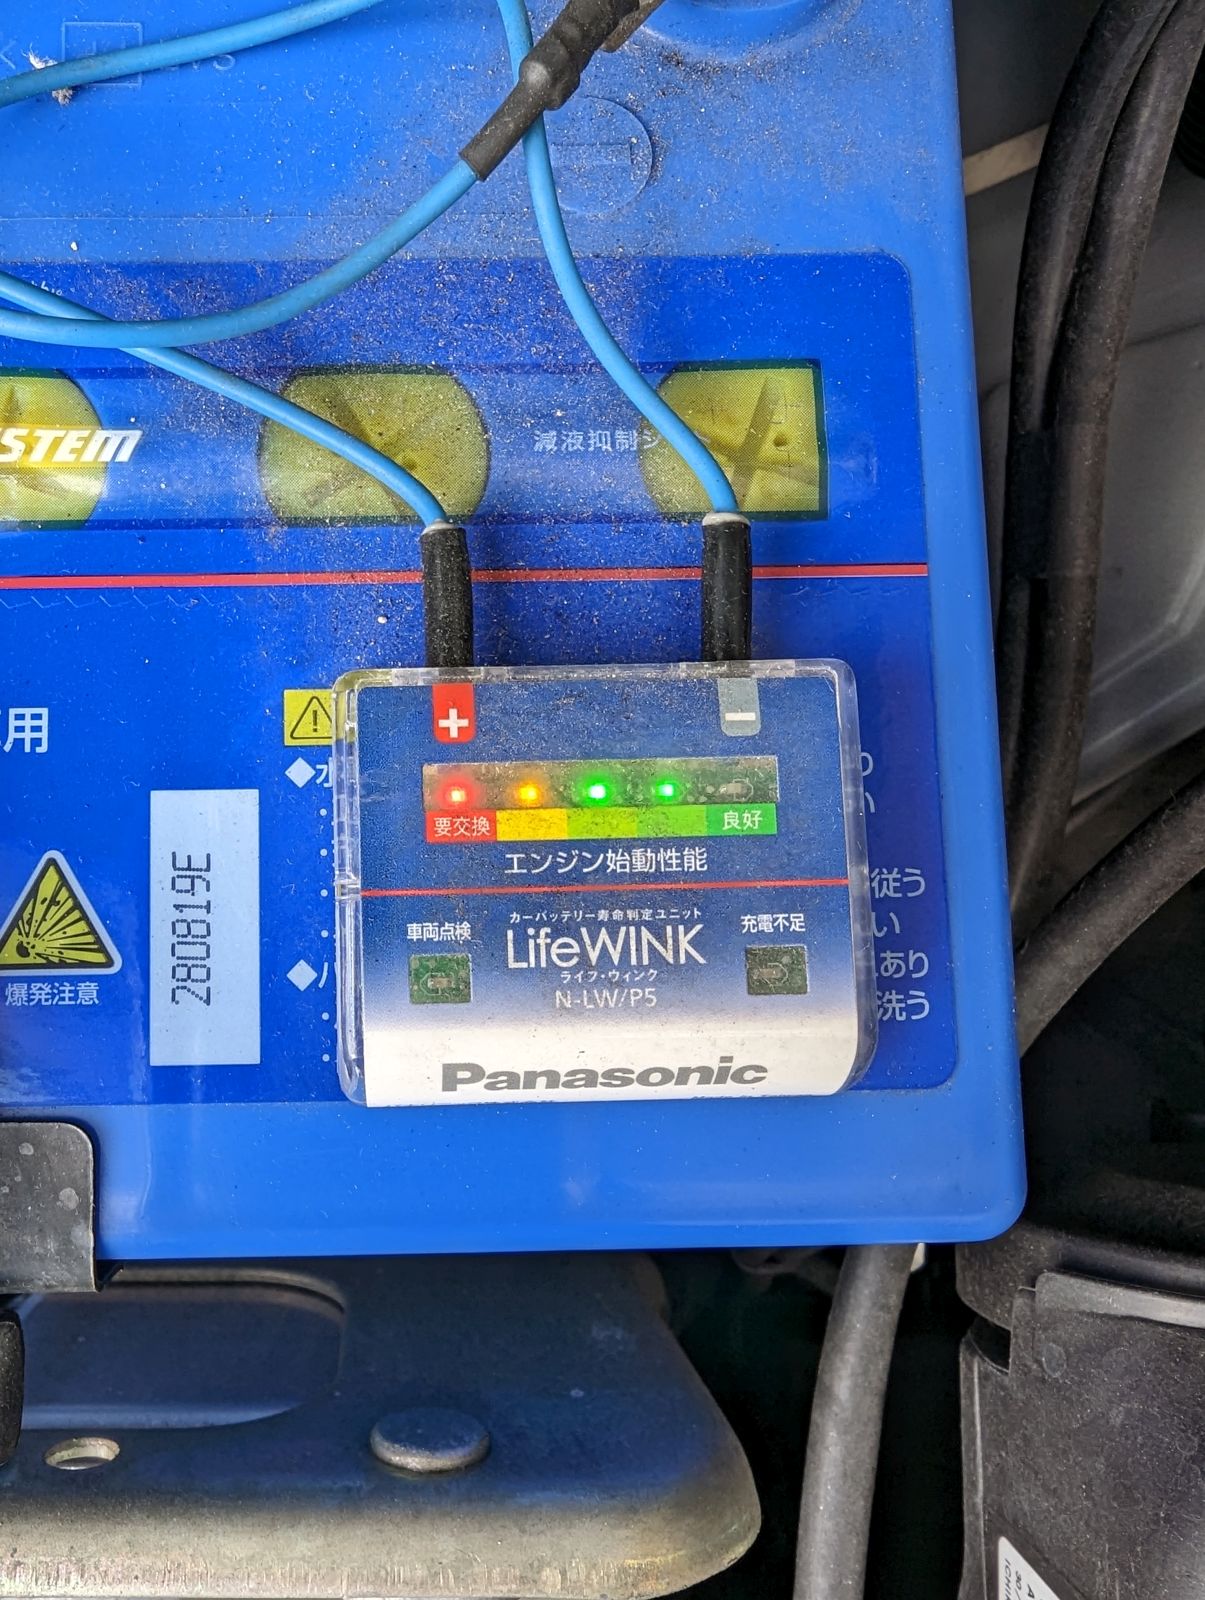 STEM
減液抑制シ
用
◆水
280819E
爆発注意
◆バ
従う
い
あり
洗う
+
−
要交換
良好
エンジン始動性能
カーバッテリー寿命判定ユニット
車両点検
LifeWINK
充電不足
ライフ・ウィンク
N-LW/P5
Panasonic